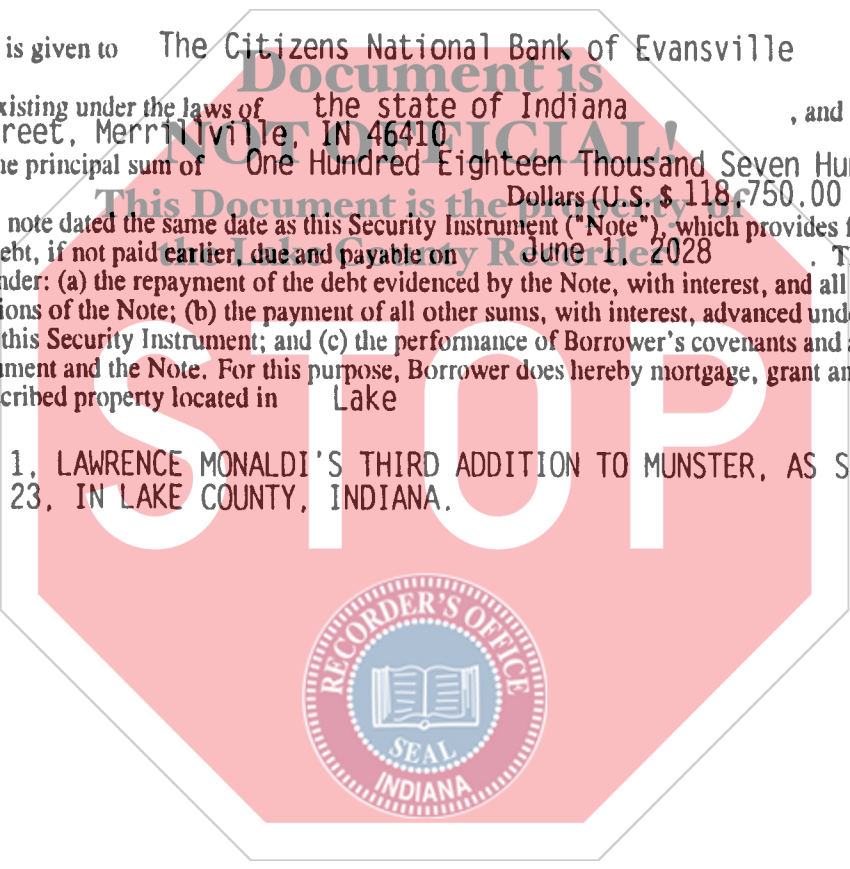 is given to The Citizens National Bank of Evansville
Document is
xisting under the laws of the state of Indiana , and
reet, Merrillville, IN 46410
NOT OFFICIAL!
ne principal sum of One Hundred Eighteen Thousand Seven Hun
This Document is the property of
Dollars (U.S. $ 118,750.00
note dated the same date as this Security Instrument ("Note"), which provides f
the Lake County Recorder!
ebt, if not paid earlier, due and payable on June 1, 2028 . T
nder: (a) the repayment of the debt evidenced by the Note, with interest, and all
ions of the Note; (b) the payment of all other sums, with interest, advanced unde
this Security Instrument; and (c) the performance of Borrower's covenants and a
ument and the Note. For this purpose, Borrower does hereby mortgage, grant an
cribed property located in Lake
STOP
1, LAWRENCE MONALDI'S THIRD ADDITION TO MUNSTER, AS S
23, IN LAKE COUNTY, INDIANA.
RECORDER'S OFFICE
SEAL
INDIANA